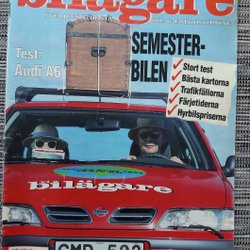 bilägare
Test:
Audi A6
SEMESTER-
BILEN
✓ Stort test
✓ Bästa kartorna
✓ Trafikfällorna
✓ Färjetiderna
✓ Hyrbilspriserna
bilägare